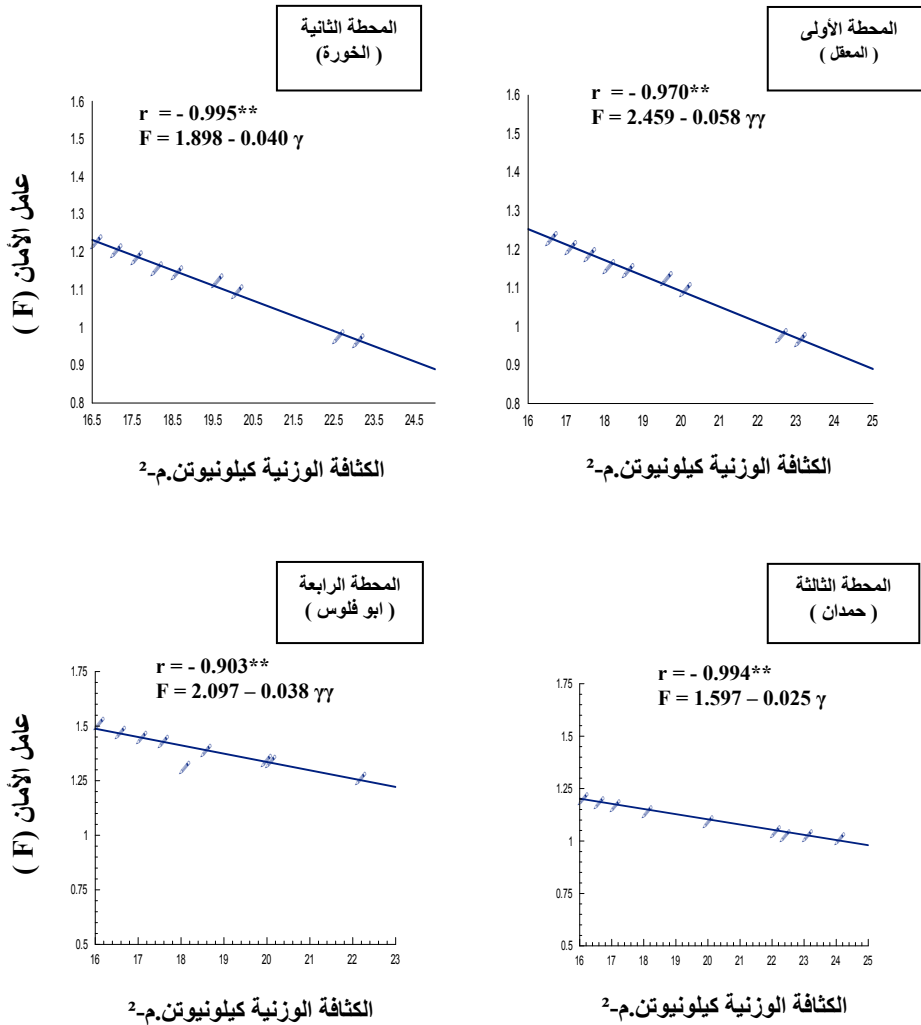 المحطة الأولى
( المعقل )
r = - 0.970**
F = 2.459 - 0.058 γγ
1.6
1.5
1.4
1.3
1.2
1.1
1
0.9
0.8
16 17 18 19 20 21 22 23 24 25
الكثافة الوزنية كيلونيوتن.م-²
المحطة الثانية
( الخورة)
r = - 0.995**
F = 1.898 - 0.040 γ
عامل الأمان (F )
1.6
1.5
1.4
1.3
1.2
1.1
1
0.9
0.8
16.5 17.5 18.5 19.5 20.5 21.5 22.5 23.5 24.5
الكثافة الوزنية كيلونيوتن.م-²
المحطة الثالثة
( حمدان )
r = - 0.994**
F = 1.597 – 0.025 γ
1.75
1.5
1.25
1
0.75
0.5
16 17 18 19 20 21 22 23 24 25
الكثافة الوزنية كيلونيوتن.م-²
المحطة الرابعة
( ابو فلوس )
r = - 0.903**
F = 2.097 – 0.038 γγ
عامل الأمان (F )
1.75
1.5
1.25
1
0.75
0.5
16 17 18 19 20 21 22 23
الكثافة الوزنية كيلونيوتن.م-²